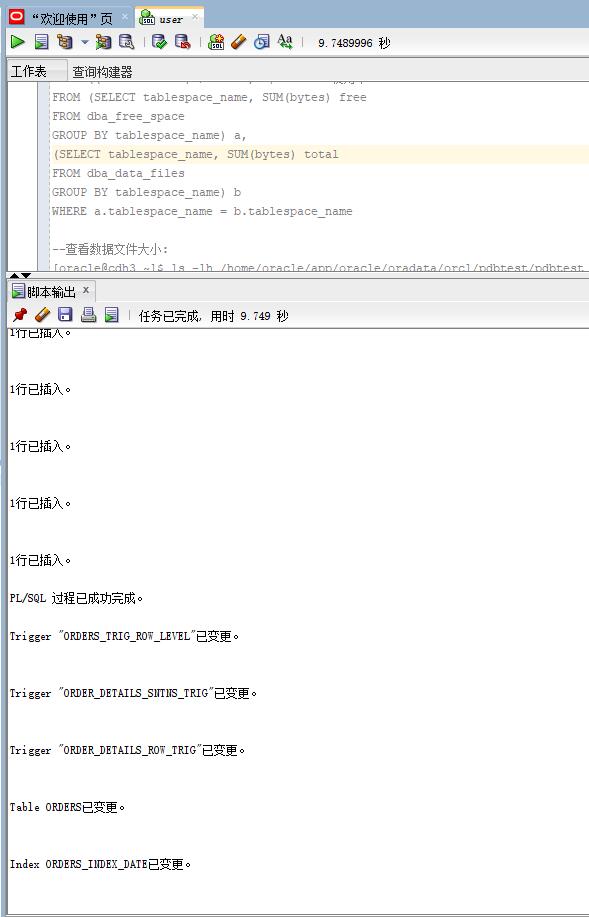 “欢迎使用”页 user
9.7489996 秒
工作表 查询构建器
FROM (SELECT tablespace_name, SUM(bytes) free
FROM dba_free_space
GROUP BY tablespace_name) a,
(SELECT tablespace_name, SUM(bytes) total
FROM dba_data_files
GROUP BY tablespace_name) b
WHERE a.tablespace_name = b.tablespace_name
--查看数据文件大小:
[oracle@cdh3 ~]$ ls -lh /home/oracle/app/oracle/oradata/orcl/pdbtest/pdbtest
脚本输出 x
任务已完成, 用时 9.749 秒
1行已插入。
1行已插入。
1行已插入。
1行已插入。
1行已插入。
PL/SQL 过程已成功完成。
Trigger "ORDERS_TRIG_ROW_LEVEL"已变更。
Trigger "ORDER_DETAILS_SNTNS_TRIG"已变更。
Trigger "ORDER_DETAILS_ROW_TRIG"已变更。
Table ORDERS已变更。
Index ORDERS_INDEX_DATE已变更。